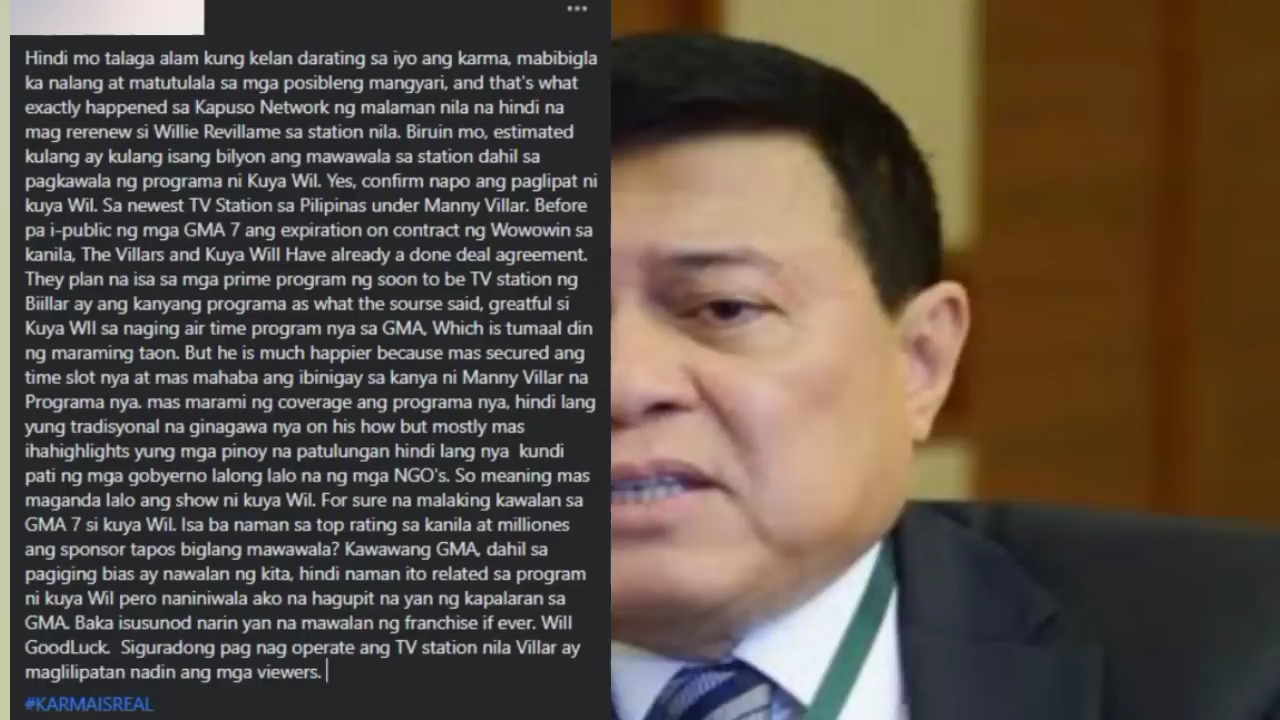 Hindi mo talaga alam kung kelan darating sa iyo ang karma, mabibigla
ka nalang at matutulala sa mga posibleng mangyari, and that's what
exactly happened sa Kapuso Network ng malaman nila na hindi na
mag rerenew si Willie Revillame sa station nila. Biruin mo, estimated
kulang ay kulang isang bilyon ang mawawala sa station dahil sa
pagkawala ng programa ni Kuya Wil. Yes, confirm napo ang paglipat ni
kuya Wil. Sa newest TV Station sa Pilipinas under Manny Villar. Before
pa i-public ng mga GMA 7 ang expiration on contract ng Wowowin sa
kanila, The Villars and Kuya Will Have already a done deal agreement.
They plan na isa sa mga prime program ng soon to be TV station ng
Biillar ay ang kanyang programa as what the sourse said, greatful si
Kuya WIl sa naging air time program nya sa GMA, Which is tumaal din
ng maraming taon. But he is much happier because mas secured ang
time slot nya at mas mahaba ang ibinigay sa kanya ni Manny Villar na
Programa nya. mas marami ng coverage ang programa nya, hindi lang
yung tradisyonal na ginagawa nya on his how but mostly mas
ihahighlights yung mga pinoy na patulungan hindi lang nya  kundi
pati ng mga gobyerno lalong lalo na ng mga NGO's. So meaning mas
maganda lalo ang show ni kuya Wil. For sure na malaking kawalan sa
GMA 7 si kuya Wil. Isa ba naman sa top rating sa kanila at milliones
ang sponsor tapos biglang mawawala? Kawawang GMA, dahil sa
pagiging bias ay nawalan ng kita, hindi naman ito related sa program
ni kuya Wil pero naniniwala ako na hagupit na yan ng kapalaran sa
GMA. Baka isusunod narin yan na mawalan ng franchise if ever. Will
GoodLuck.  Siguradong pag nag operate ang TV station nila Villar ay
maglilipatan nadin ang mga viewers.
#KARMAISREAL